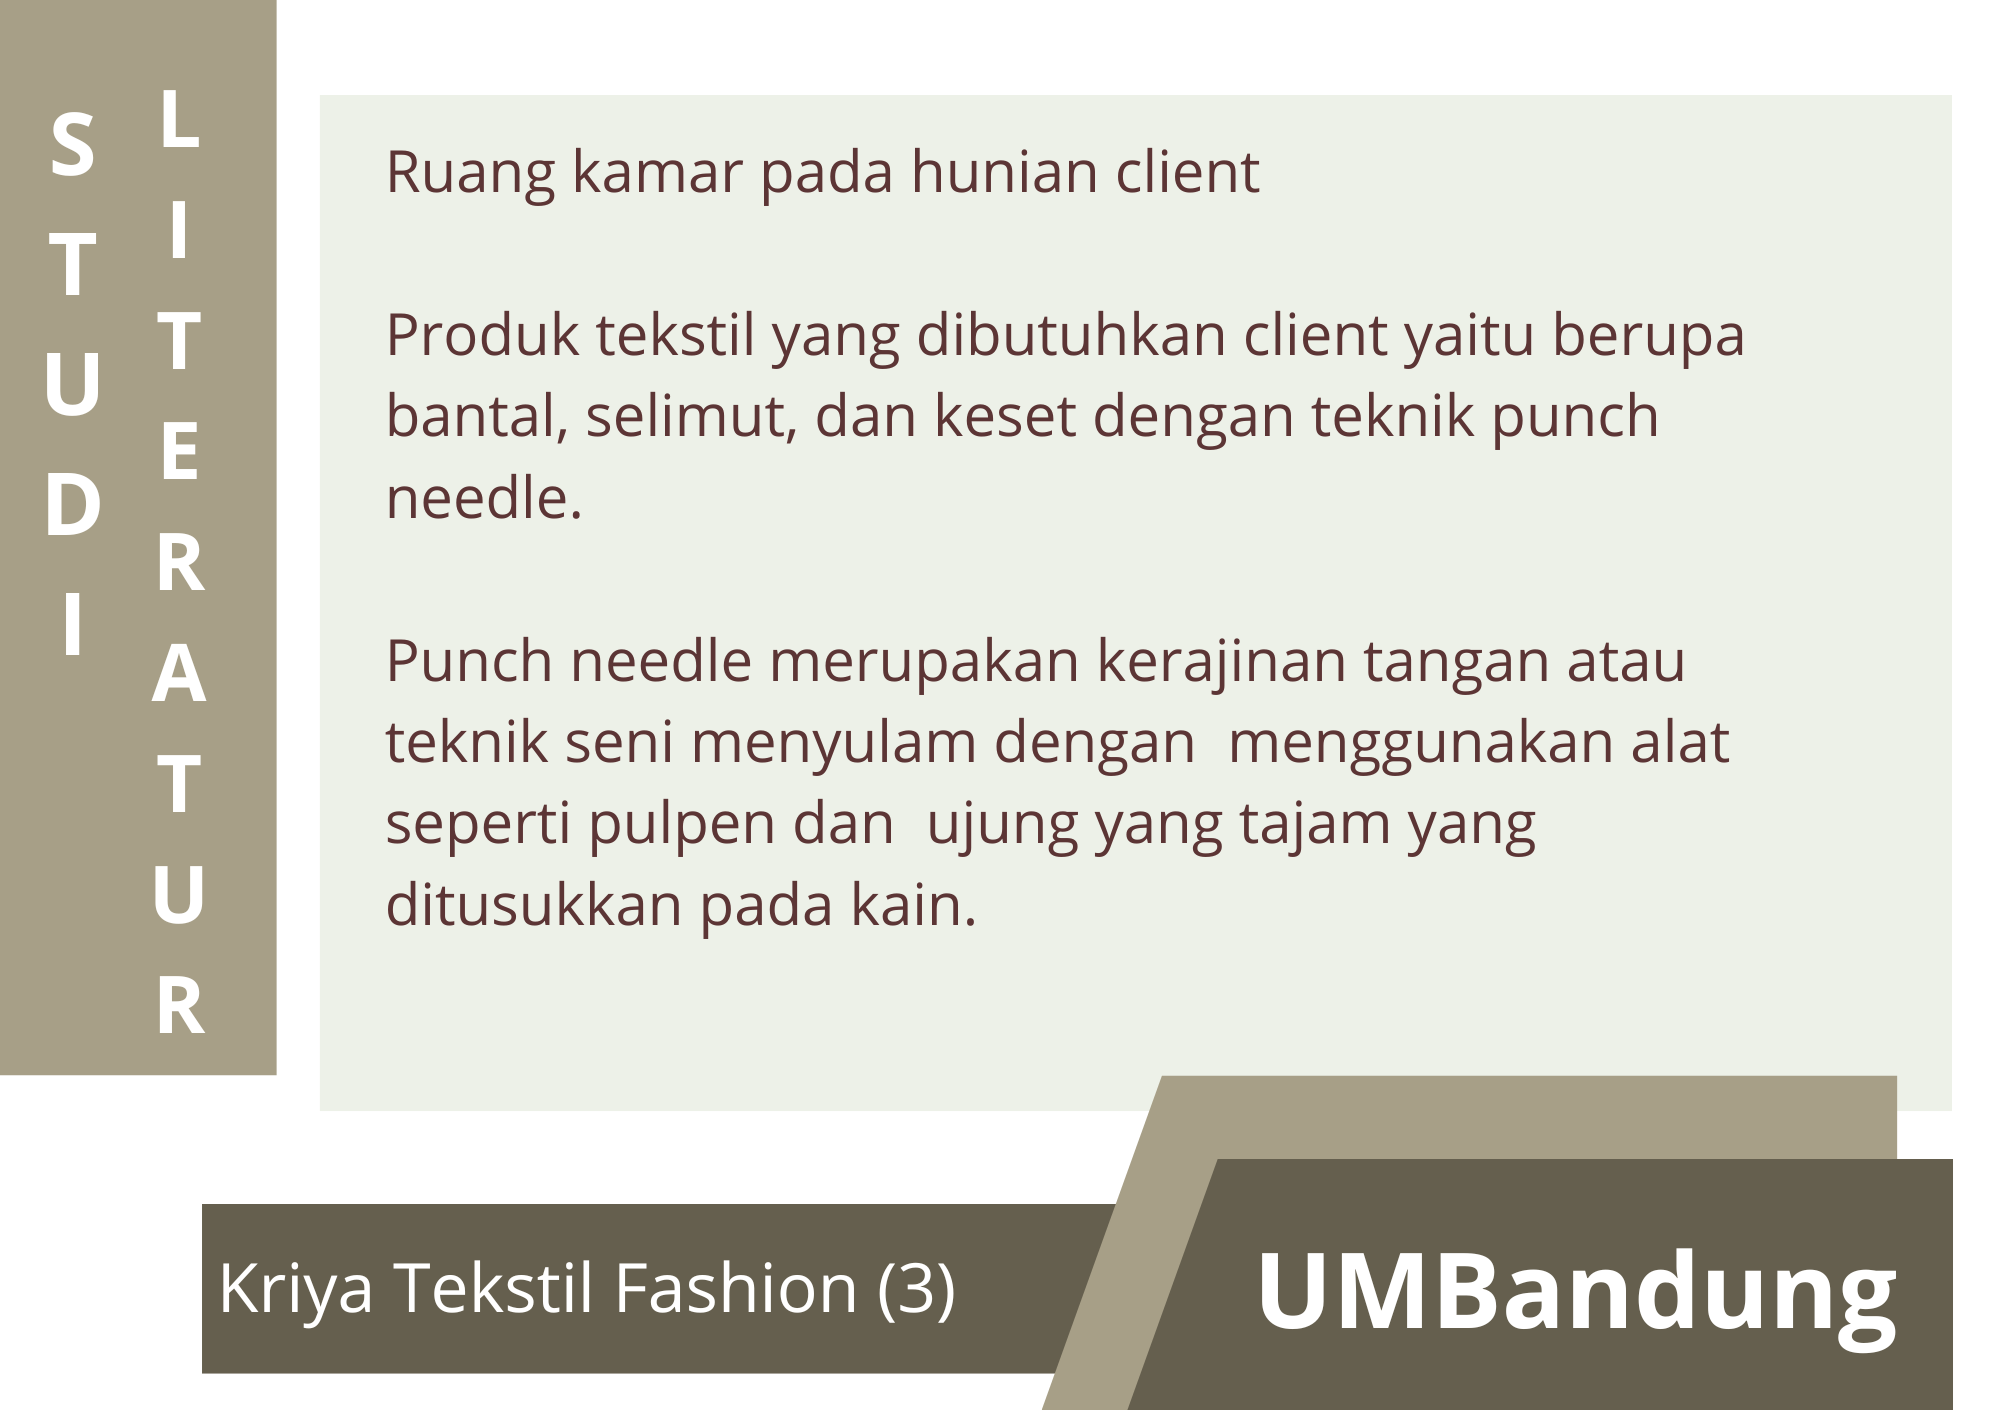 STUDI
LITERATUR
Ruang kamar pada hunian client
Produk tekstil yang dibutuhkan client yaitu berupa
bantal, selimut, dan keset dengan teknik punch
needle.
Punch needle merupakan kerajinan tangan atau
teknik seni menyulam dengan  menggunakan alat
seperti pulpen dan  ujung yang tajam yang
ditusukkan pada kain.
Kriya Tekstil Fashion (3)
UMBandung